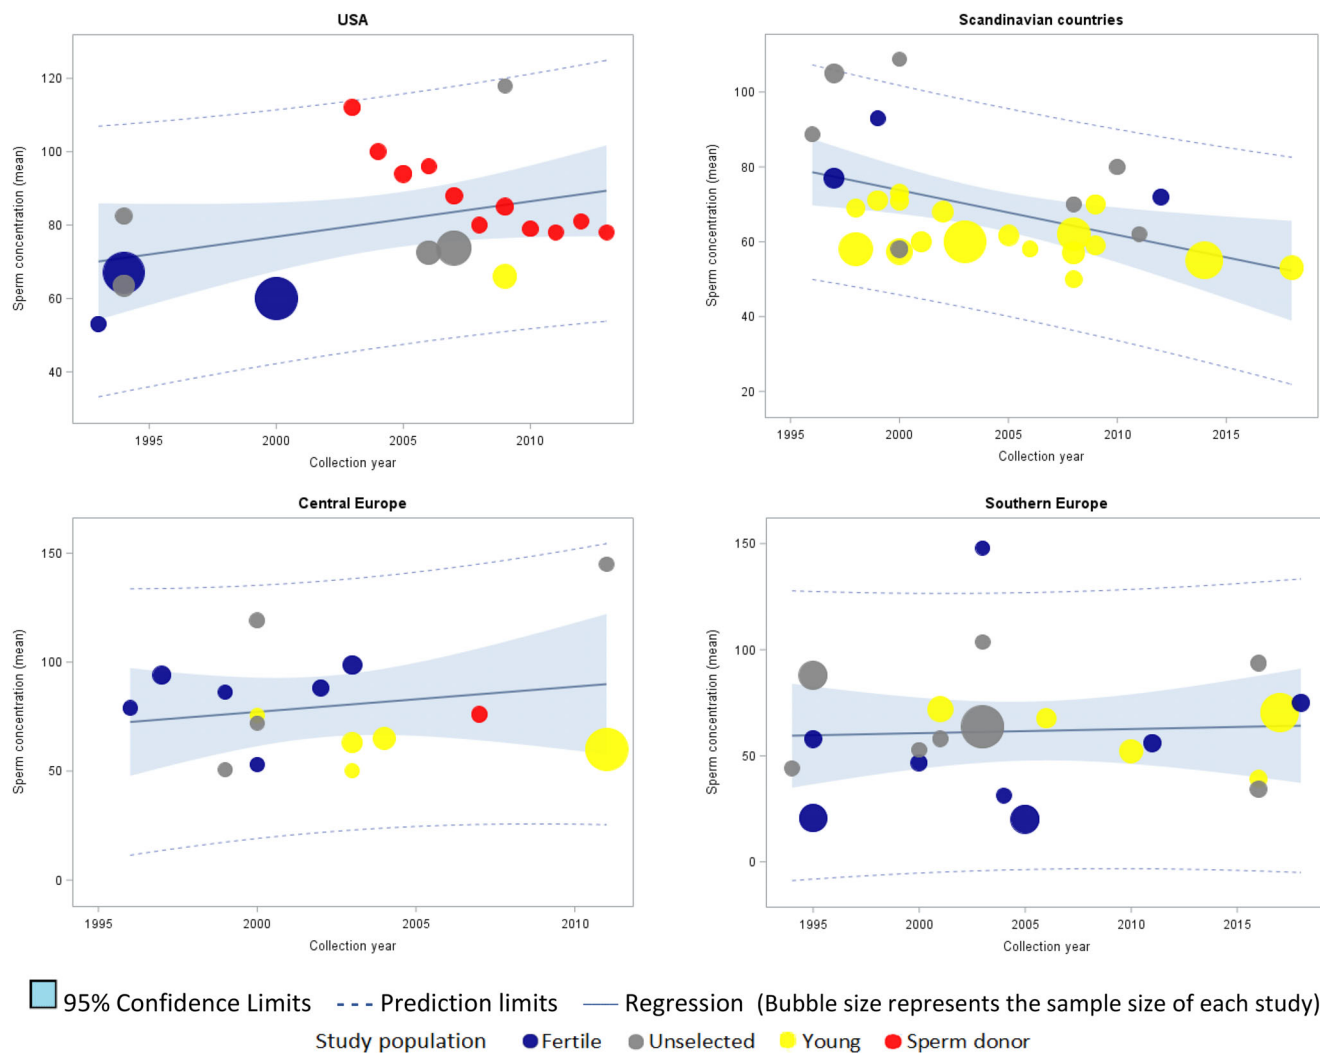 USA
Sperm concentration (mean)
120
100
80
60
40
1995 2000 2005 2010
Collection year
Scandinavian countries
Sperm concentration (mean)
100
80
60
40
20
1995 2000 2005 2010 2015
Collection year
Central Europe
Sperm concentration (mean)
150
100
50
0
1995 2000 2005 2010
Collection year
Southern Europe
Sperm concentration (mean)
150
100
50
0
1995 2000 2005 2010 2015
Collection year
95% Confidence Limits Prediction limits Regression (Bubble size represents the sample size of each study)
Study population Fertile Unselected Young Sperm donor